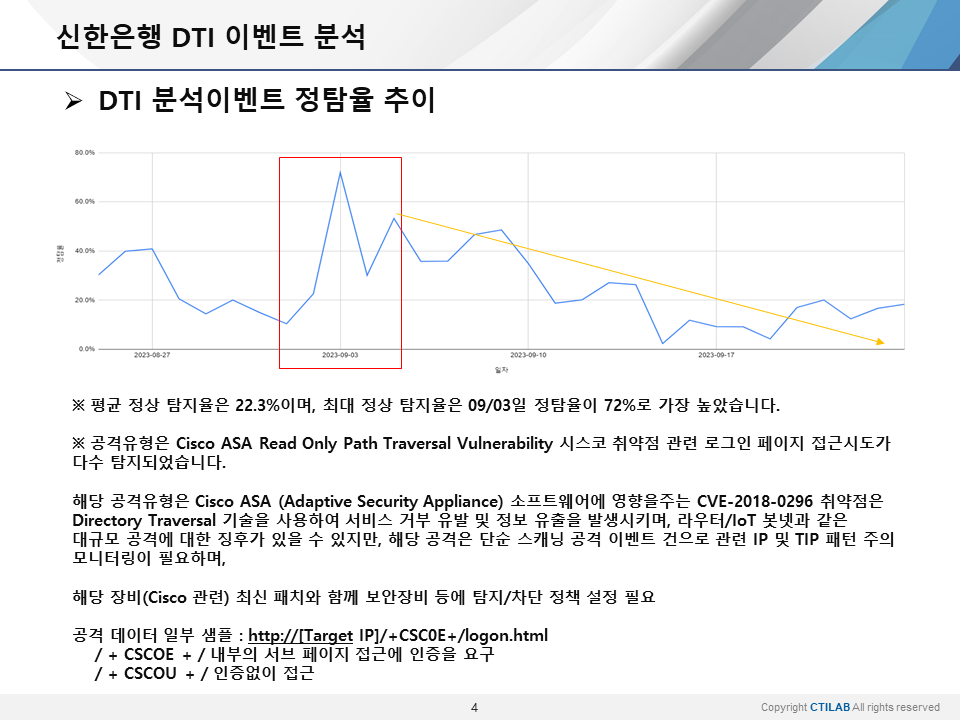 신한은행 DTI 이벤트 분석
➢ DTI 분석이벤트 정탐율 추이
80.0%
60.0%
40.0%
20.0%
0.0%
정탐률
2023-08-27
2023-09-03
2023-09-10
2023-09-17
일자
※ 평균 정상 탐지율은 22.3%이며, 최대 정상 탐지율은 09/03일 정탐율이 72%로 가장 높았습니다.
※ 공격유형은 Cisco ASA Read Only Path Traversal Vulnerability 시스코 취약점 관련 로그인 페이지 접근시도가
다수 탐지되었습니다.
해당 공격유형은 Cisco ASA (Adaptive Security Appliance) 소프트웨어에 영향을주는 CVE-2018-0296 취약점은
Directory Traversal 기술을 사용하여 서비스 거부 유발 및 정보 유출을 발생시키며, 라우터/IoT 봇넷과 같은
대규모 공격에 대한 징후가 있을 수 있지만, 해당 공격은 단순 스캐닝 공격 이벤트 건으로 관련 IP 및 TIP 패턴 주의
모니터링이 필요하며,
해당 장비(Cisco 관련) 최신 패치와 함께 보안장비 등에 탐지/차단 정책 설정 필요
공격 데이터 일부 샘플 : http://[Target IP]/+CSC0E+/logon.html
/ + CSCOE + / 내부의 서브 페이지 접근에 인증을 요구
/ + CSCOU + / 인증없이 접근
4
Copyright CTILAB All rights reserved